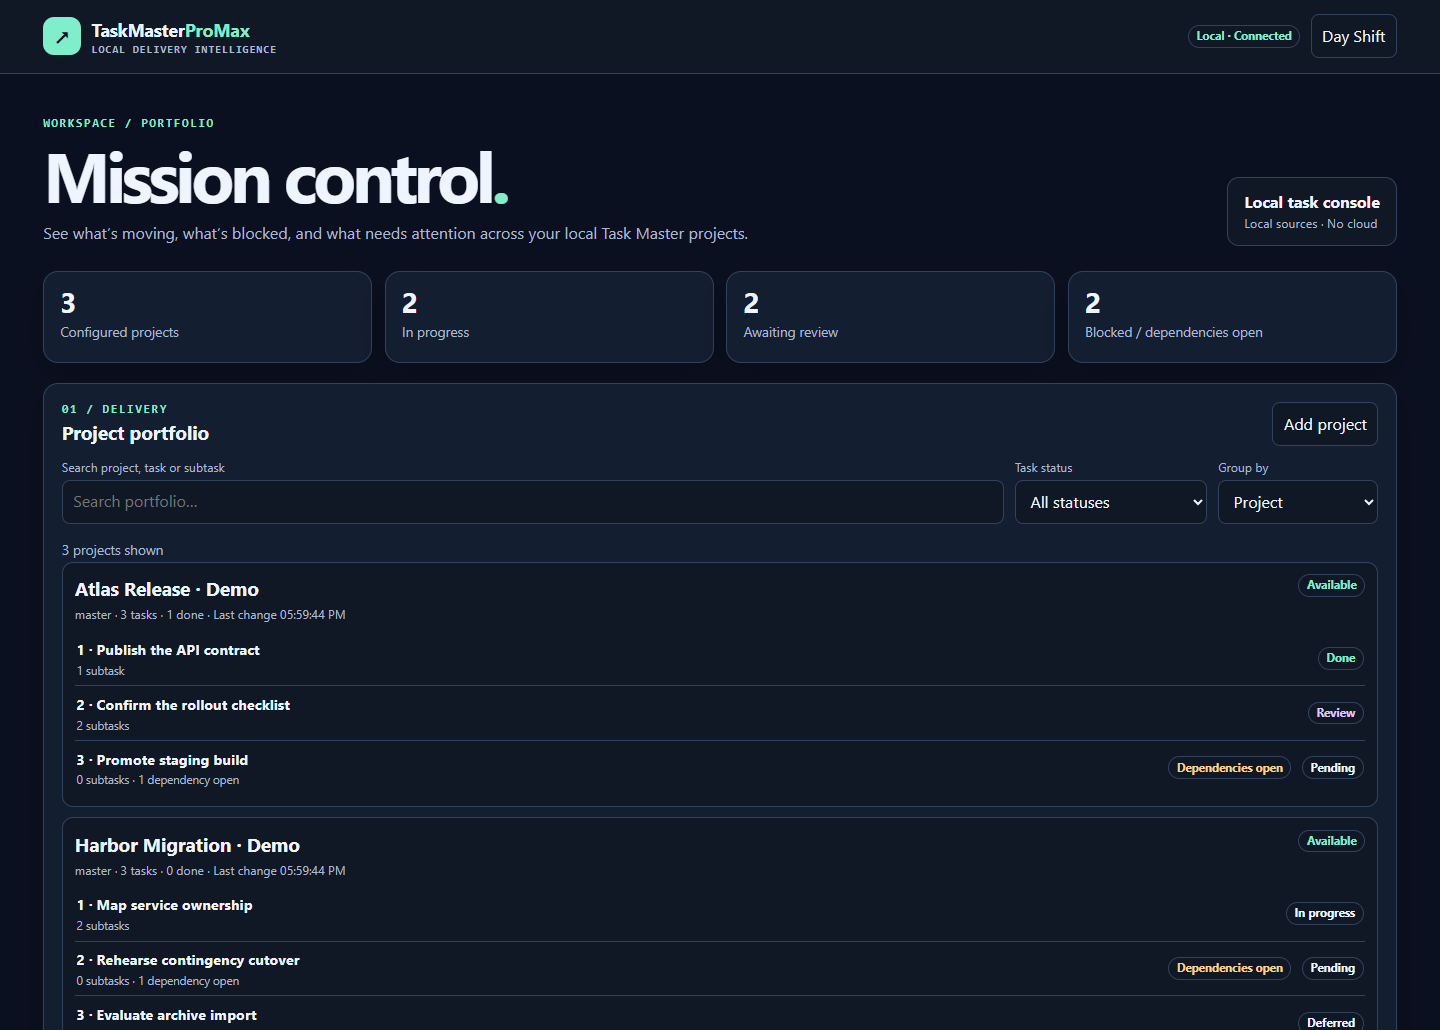 TaskMasterProMax
LOCAL DELIVERY INTELLIGENCE
Local · Connected
Day Shift
WORKSPACE / PORTFOLIO
Mission control.
See what’s moving, what’s blocked, and what needs attention across your local Task Master projects.
Local task console
Local sources · No cloud
3
Configured projects
2
In progress
2
Awaiting review
2
Blocked / dependencies open
01 / DELIVERY
Project portfolio
Add project
Search project, task or subtask
Task status
Group by
Search portfolio...
All statuses
Project
3 projects shown
Atlas Release · Demo
Available
master · 3 tasks · 1 done · Last change 05:59:44 PM
1 · Publish the API contract
1 subtask
Done
2 · Confirm the rollout checklist
2 subtasks
Review
3 · Promote staging build
0 subtasks · 1 dependency open
Dependencies open
Pending
Harbor Migration · Demo
Available
master · 3 tasks · 0 done · Last change 05:59:44 PM
1 · Map service ownership
2 subtasks
In progress
2 · Rehearse contingency cutover
0 subtasks · 1 dependency open
Dependencies open
Pending
3 · Evaluate archive import
Deferred